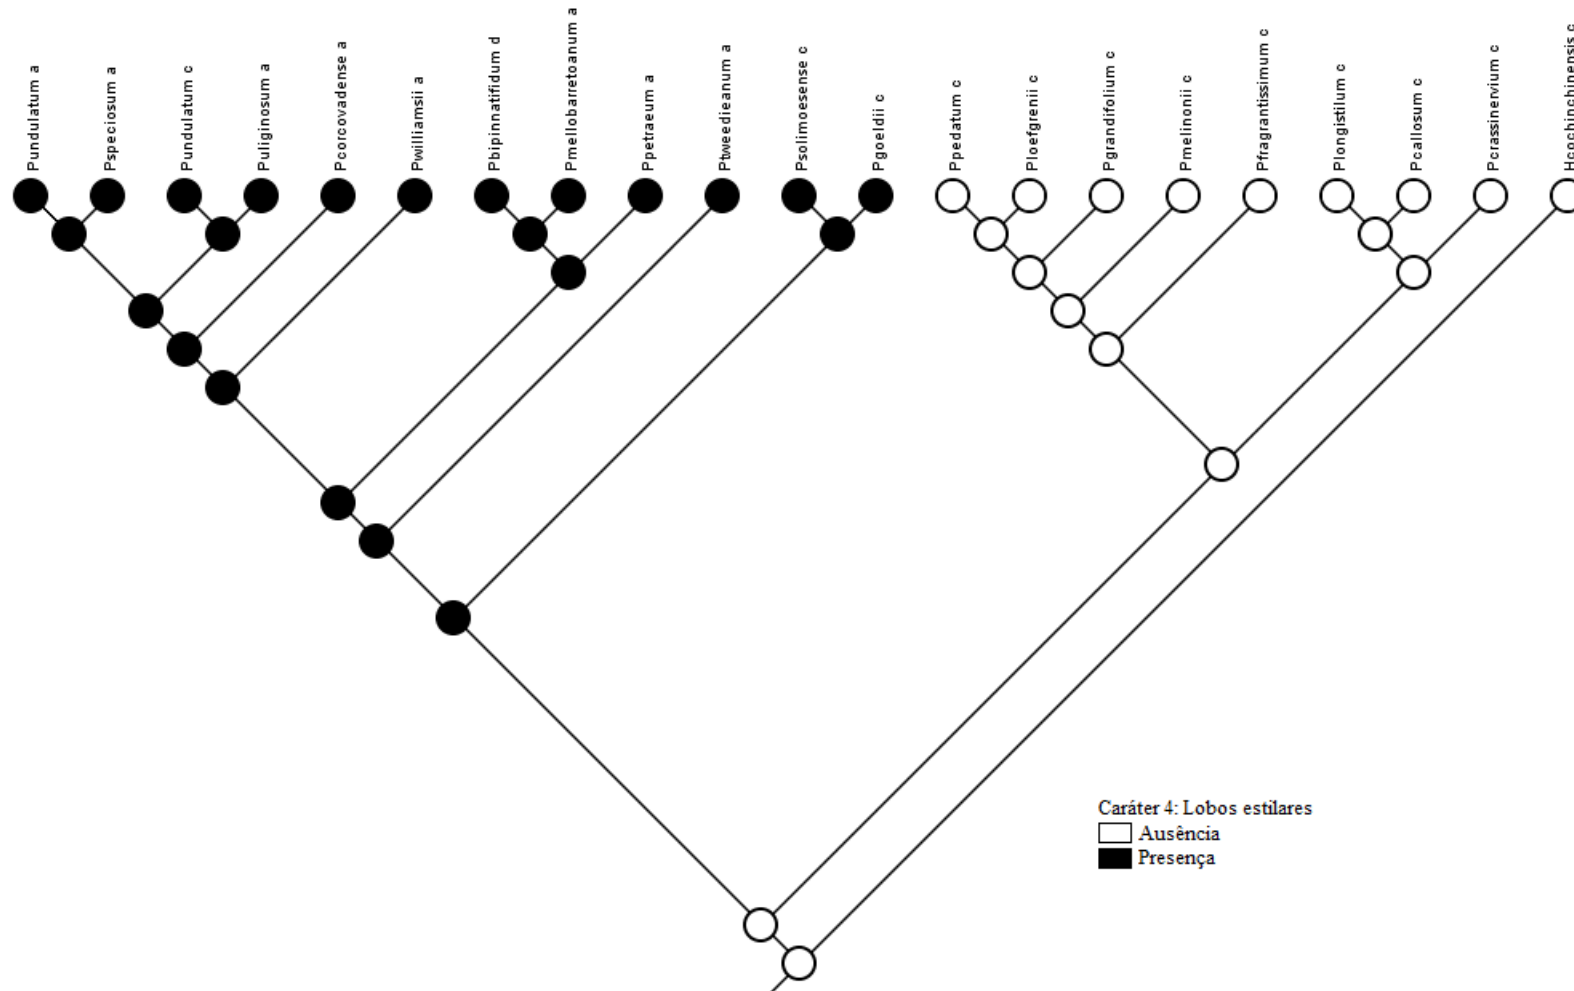 Pundulatum a
Pspeciosum a
Pundulatum c
Puliginosum a
Pcorcovadense a
Pwilliamsii a
Pbipinnatifidum d
Pmellobarretoanum a
Ppetraeum a
Ptweedieanum a
Psolimoesense c
Pgoeldii c
Ppedatum c
Ploefgrenii c
Pgrandifolium c
Pmelinonii c
Pfragrantissimum c
Plongistilum c
Pcallosum c
Pcrassinervium c
Hcochinchinensis c
Caráter 4: Lobos estilares
Ausência
Presença